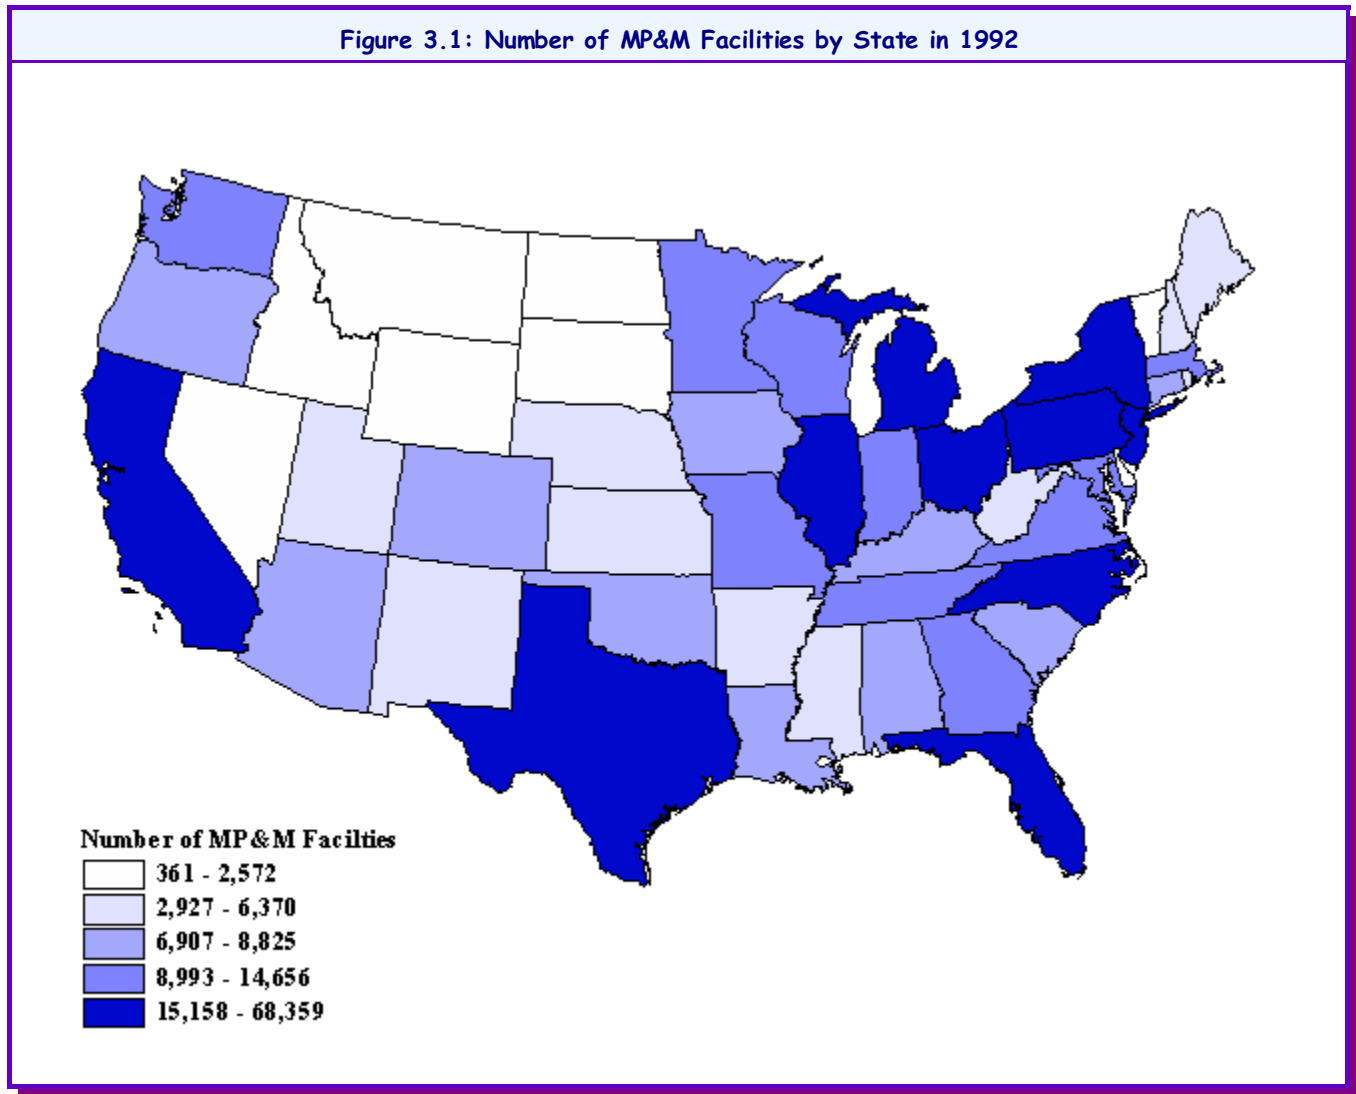 Figure 3.1: Number of MP&M Facilities by State in 1992
Number of MP&M Facilties
361 - 2,572
2,927 - 6,370
6,907 - 8,825
8,993 - 14,656
15,158 - 68,359